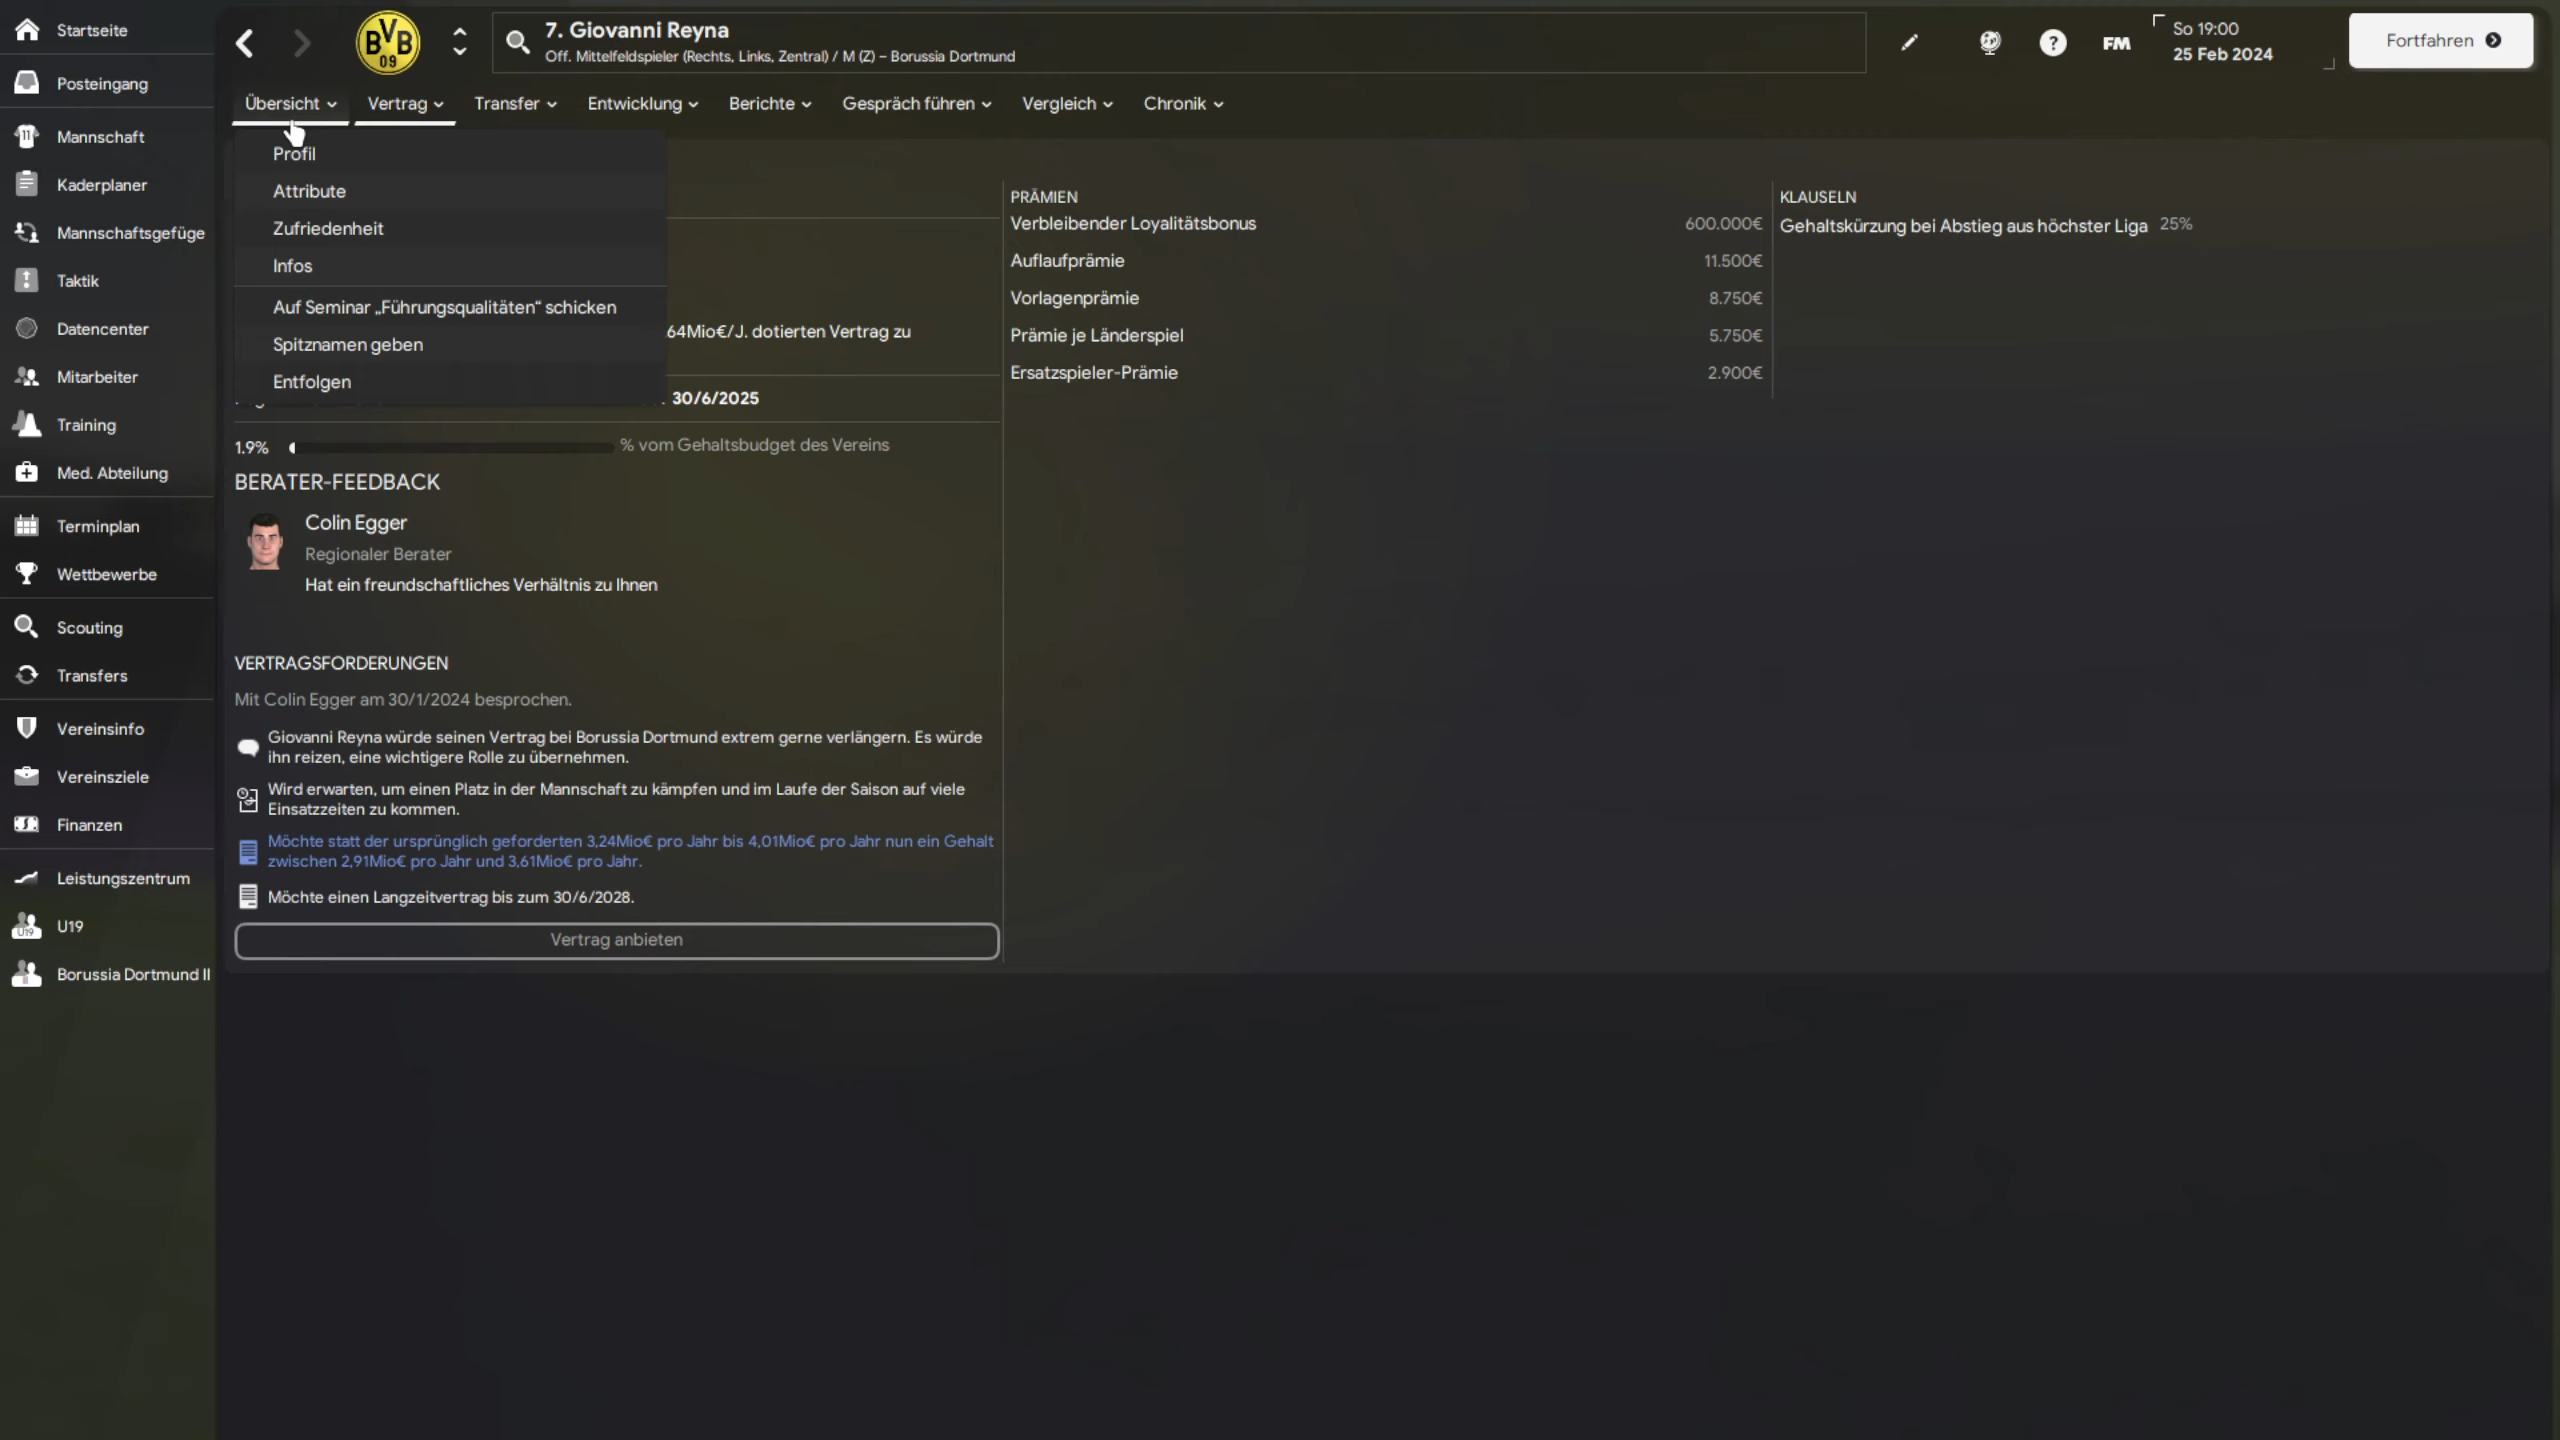 Startseite
Posteingang
Mannschaft
Kaderplaner
Mannschaftsgefüge
Taktik
Datencenter
Mitarbeiter
Training
Med. Abteilung
Terminplan
Wettbewerbe
Scouting
Transfers
Vereinsinfo
Vereinsziele
Finanzen
Leistungszentrum
U19
Borussia Dortmund II
BVB
09
7. Giovanni Reyna
Off. Mittelfeldspieler (Rechts, Links, Zentral) / M (Z) – Borussia Dortmund
FM
So 19:00
25 Feb 2024
Fortfahren
Übersicht
Vertrag
Transfer
Entwicklung
Berichte
Gespräch führen
Vergleich
Chronik
Profil
Attribute
Zufriedenheit
Infos
Auf Seminar „Führungsqualitäten“ schicken
Spitznamen geben
Entfolgen
64Mio€/J. dotierten Vertrag zu
30/6/2025
1.9% % vom Gehaltsbudget des Vereins
BERATER-FEEDBACK
Colin Egger
Regionaler Berater
Hat ein freundschaftliches Verhältnis zu Ihnen
VERTRAGSFORDERUNGEN
Mit Colin Egger am 30/1/2024 besprochen.
Giovanni Reyna würde seinen Vertrag bei Borussia Dortmund extrem gerne verlängern. Es würde
ihn reizen, eine wichtigere Rolle zu übernehmen.
Wird erwarten, um einen Platz in der Mannschaft zu kämpfen und im Laufe der Saison auf viele
Einsatzzeiten zu kommen.
Möchte statt der ursprünglich geforderten 3,24Mio€ pro Jahr bis 4,01Mio€ pro Jahr nun ein Gehalt
zwischen 2,91Mio€ pro Jahr und 3,61Mio€ pro Jahr.
Möchte einen Langzeitvertrag bis zum 30/6/2028.
Vertrag anbieten
PRÄMIEN
Verbleibender Loyalitätsbonus 600.000€
Auflaufprämie 11.500€
Vorlagenprämie 8.750€
Prämie je Länderspiel 5.750€
Ersatzspieler-Prämie 2.900€
KLAUSELN
Gehaltskürzung bei Abstieg aus höchster Liga 25%